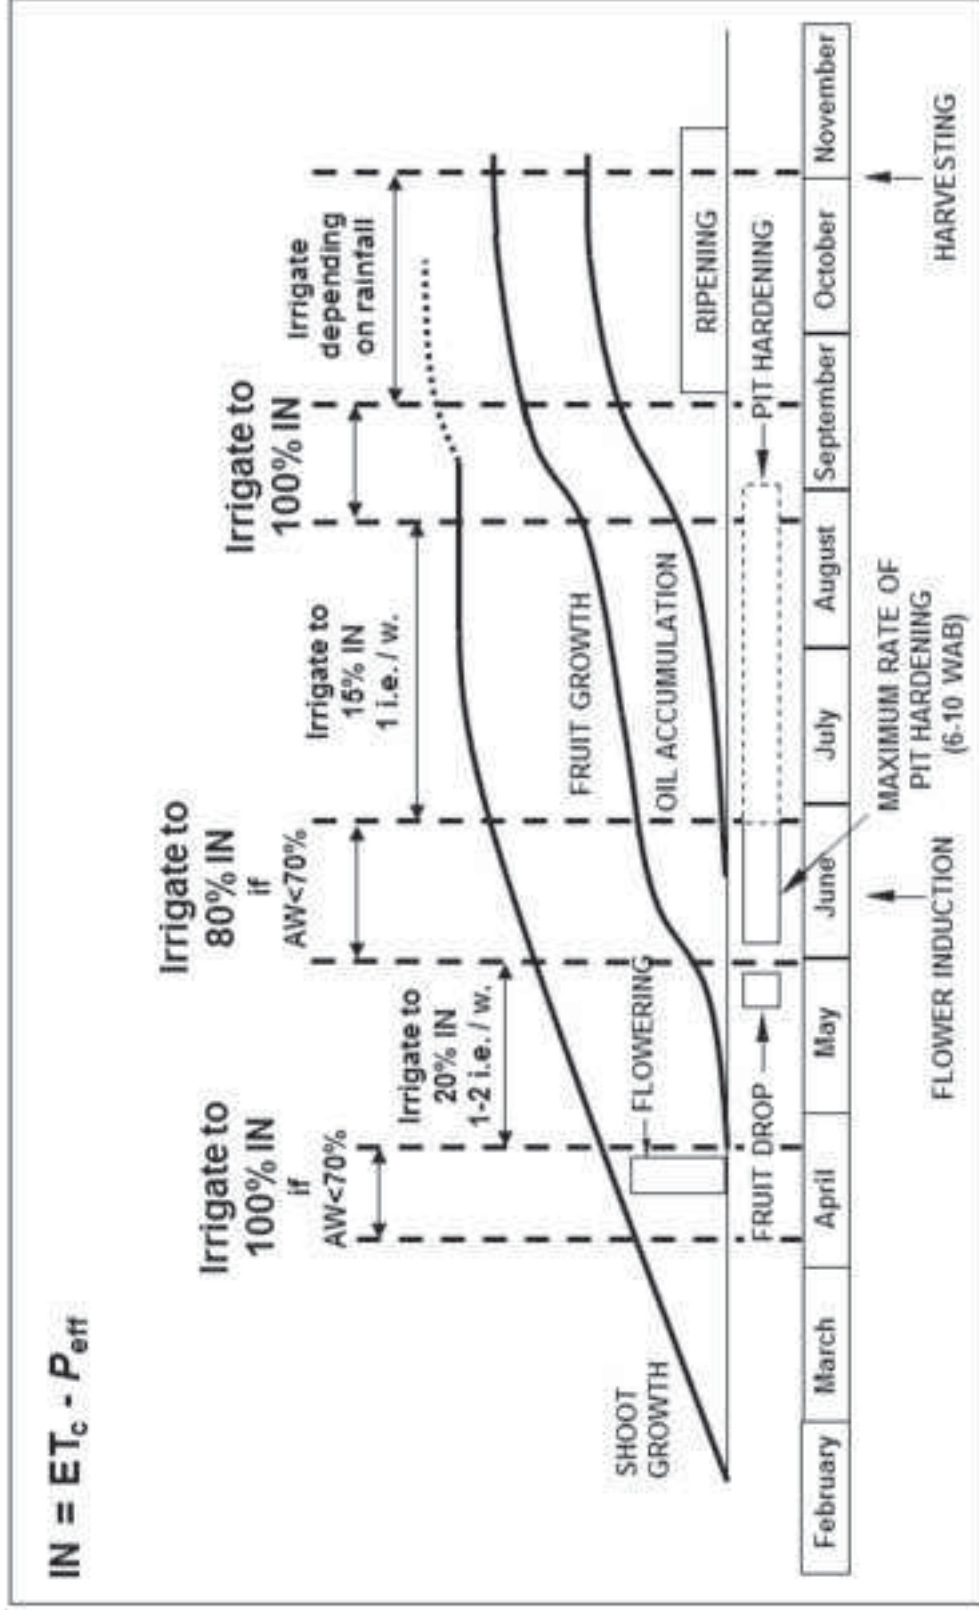 IN = ETc - Peff
Irrigate to
100% IN
if
AW<70%
Irrigate to
20% IN
1-2 i.e. / w.
Irrigate to
80% IN
if
AW<70%
Irrigate to
15% IN
1 i.e. / w.
Irrigate to
100% IN
Irrigate
depending
on rainfall
SHOOT
GROWTH
FLOWERING
FRUIT GROWTH
OIL ACCUMULATION
RIPENING
FRUIT DROP
PIT HARDENING
February
March
April
May
June
July
August
September
October
November
FLOWER INDUCTION
MAXIMUM RATE OF
PIT HARDENING
(6-10 WAB)
HARVESTING